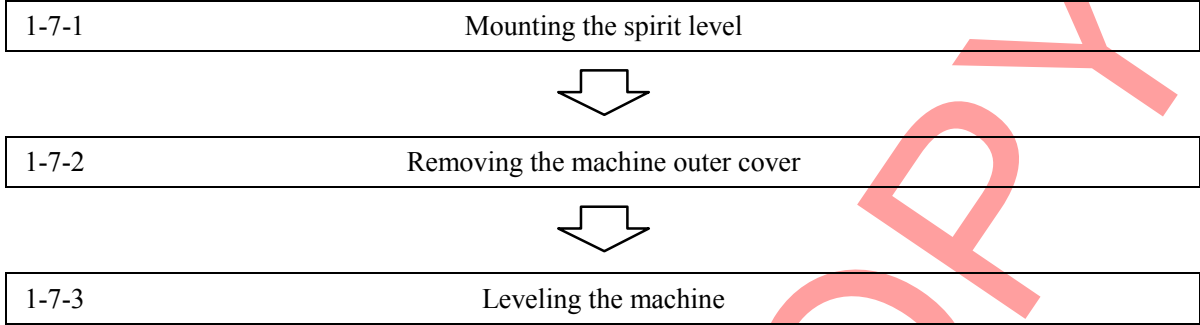 1-7-1 Mounting the spirit level
1-7-2 Removing the machine outer cover
1-7-3 Leveling the machine
OPY